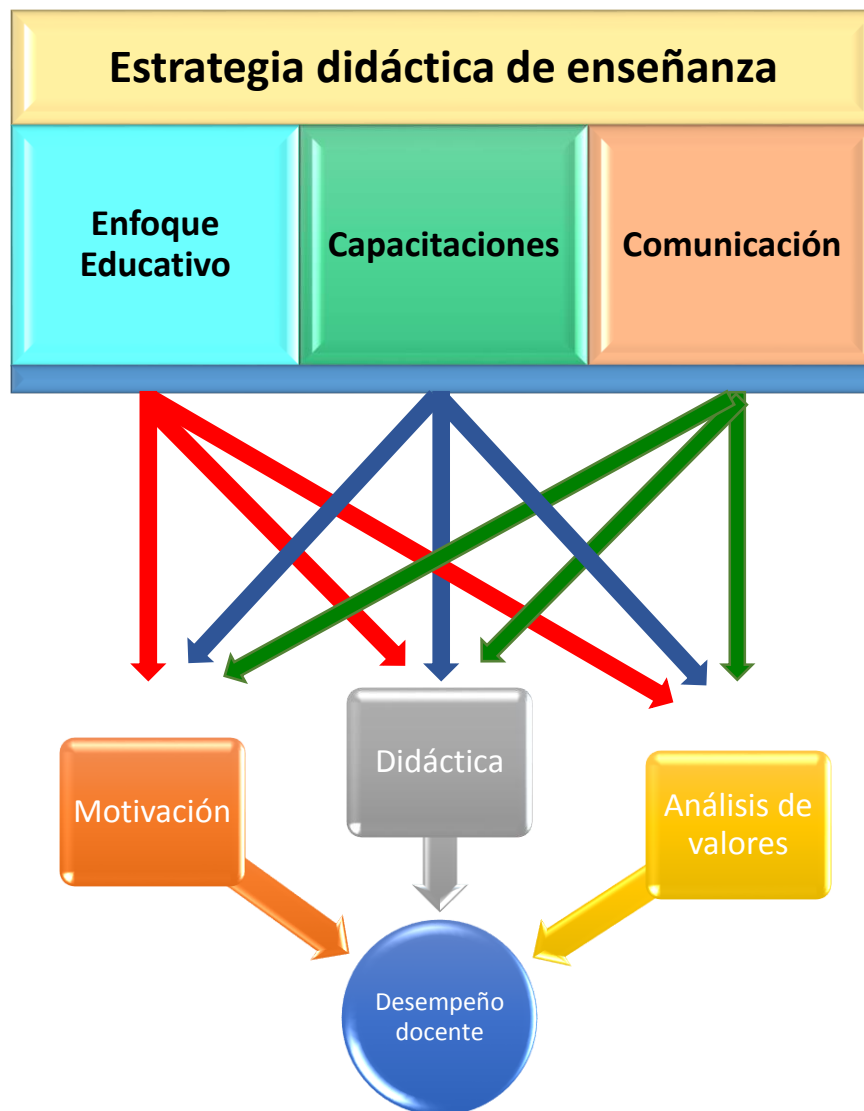 Estrategia didáctica de enseñanza
Enfoque
Educativo
Capacitaciones
Comunicación
Motivación
Didáctica
Análisis de
valores
Desempeño
docente